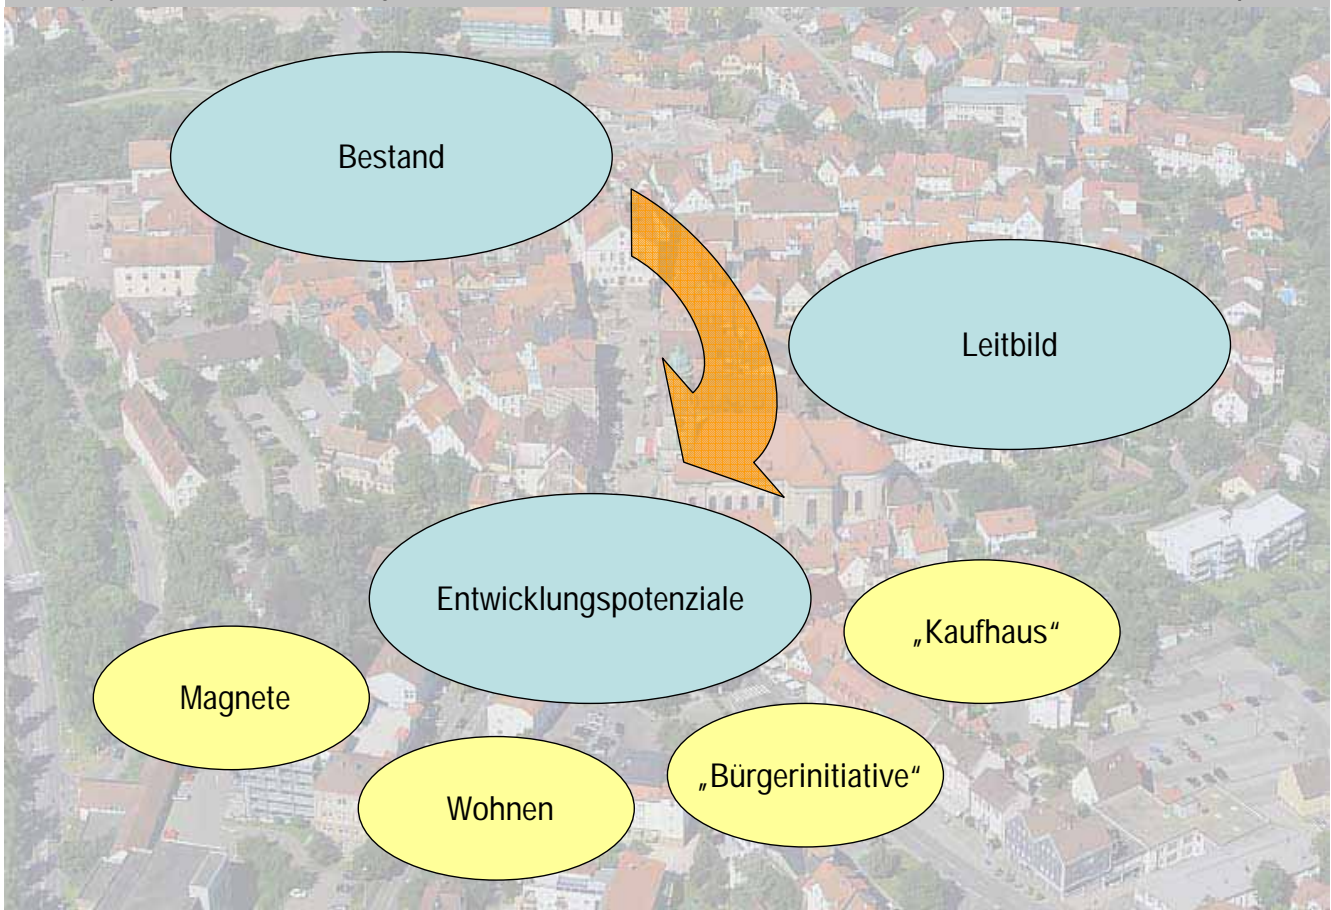 Bestand
Leitbild
Entwicklungspotenziale
„Kaufhaus“
Magnete
„Bürgerinitiative“
Wohnen